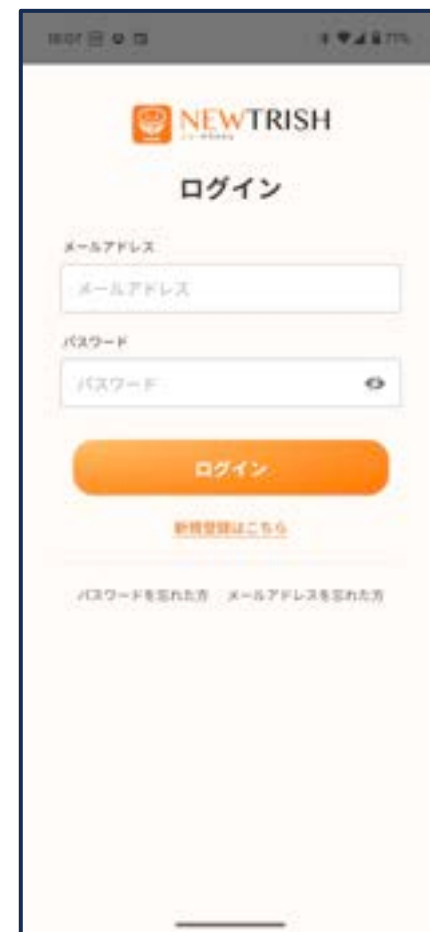 NEWTRISH
ログイン
メールアドレス
メールアドレス
パスワード
パスワード
ログイン
新規登録はこちら
パスワードを忘れた方 メールアドレスを忘れた方